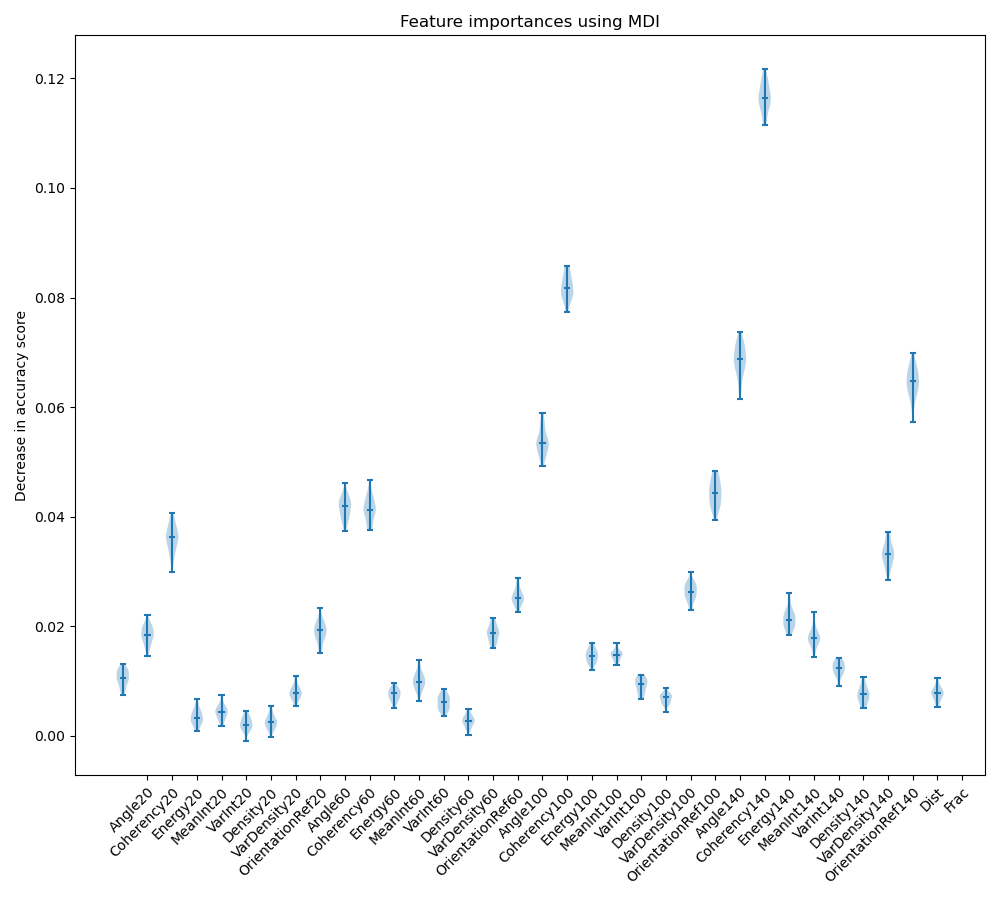 Feature importances using MDI
Decrease in accuracy score
0.12
0.10
0.08
0.06
0.04
0.02
0.00
Angle20
Coherency20
Energy20
MeanInt20
VarInt20
Density20
VarDensity20
OrientationRef20
Angle60
Coherency60
Energy60
MeanInt60
VarInt60
Density60
VarDensity60
OrientationRef60
Angle100
Coherency100
Energy100
MeanInt100
VarInt100
Density100
VarDensity100
OrientationRef100
Angle140
Coherency140
Energy140
MeanInt140
VarInt140
Density140
VarDensity140
OrientationRef140
Dist
Frac